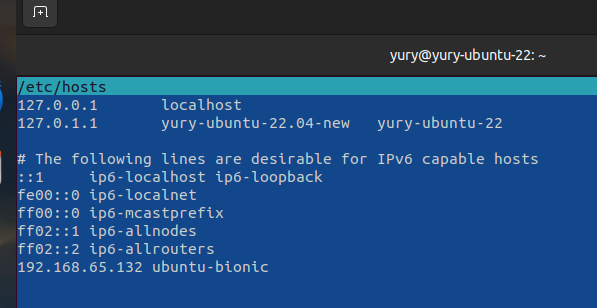 yury@yury-ubuntu-22: ~
/etc/hosts
127.0.0.1       localhost
127.0.1.1       yury-ubuntu-22.04-new   yury-ubuntu-22
# The following lines are desirable for IPv6 capable hosts
::1     ip6-localhost ip6-loopback
fe00::0 ip6-localnet
ff00::0 ip6-mcastprefix
ff02::1 ip6-allnodes
ff02::2 ip6-allrouters
192.168.65.132 ubuntu-bionic